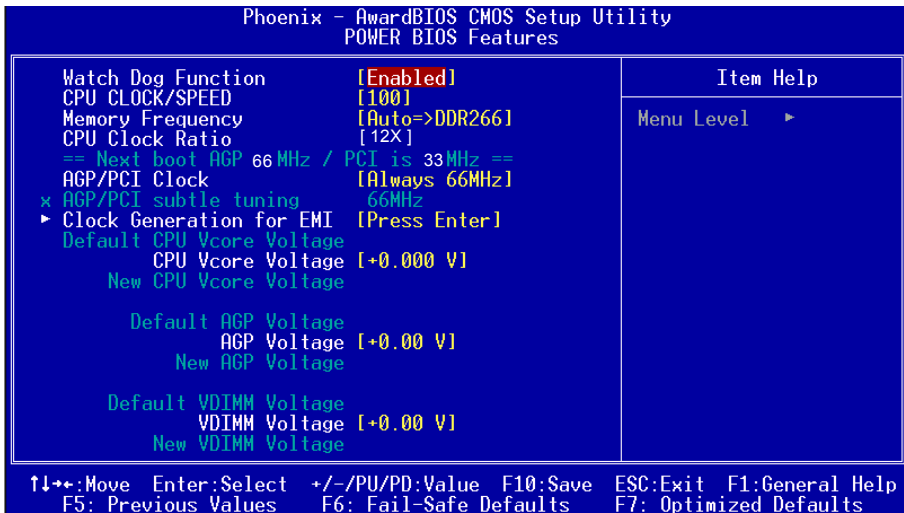 Phoenix - AwardBIOS CMOS Setup Utility
POWER BIOS Features
Watch Dog Function [Enabled]
CPU CLOCK/SPEED [100]
Memory Frequency [Auto=>DDR266]
CPU Clock Ratio [12X]
== Next boot AGP 66 MHz / PCI is 33 MHz ==
AGP/PCI Clock [Always 66MHz]
x AGP/PCI subtle tuning 66MHz
► Clock Generation for EMI [Press Enter]
Default CPU Vcore Voltage
CPU Vcore Voltage [+0.000 V]
New CPU Vcore Voltage
Default AGP Voltage
AGP Voltage [+0.00 V]
New AGP Voltage
Default VDIMM Voltage
VDIMM Voltage [+0.00 V]
New VDIMM Voltage
Item Help
Menu Level ►
↑↓→←:Move Enter:Select +/-/PU/PD:Value F10:Save ESC:Exit F1:General Help
F5: Previous Values F6: Fail-Safe Defaults F7: Optimized Defaults